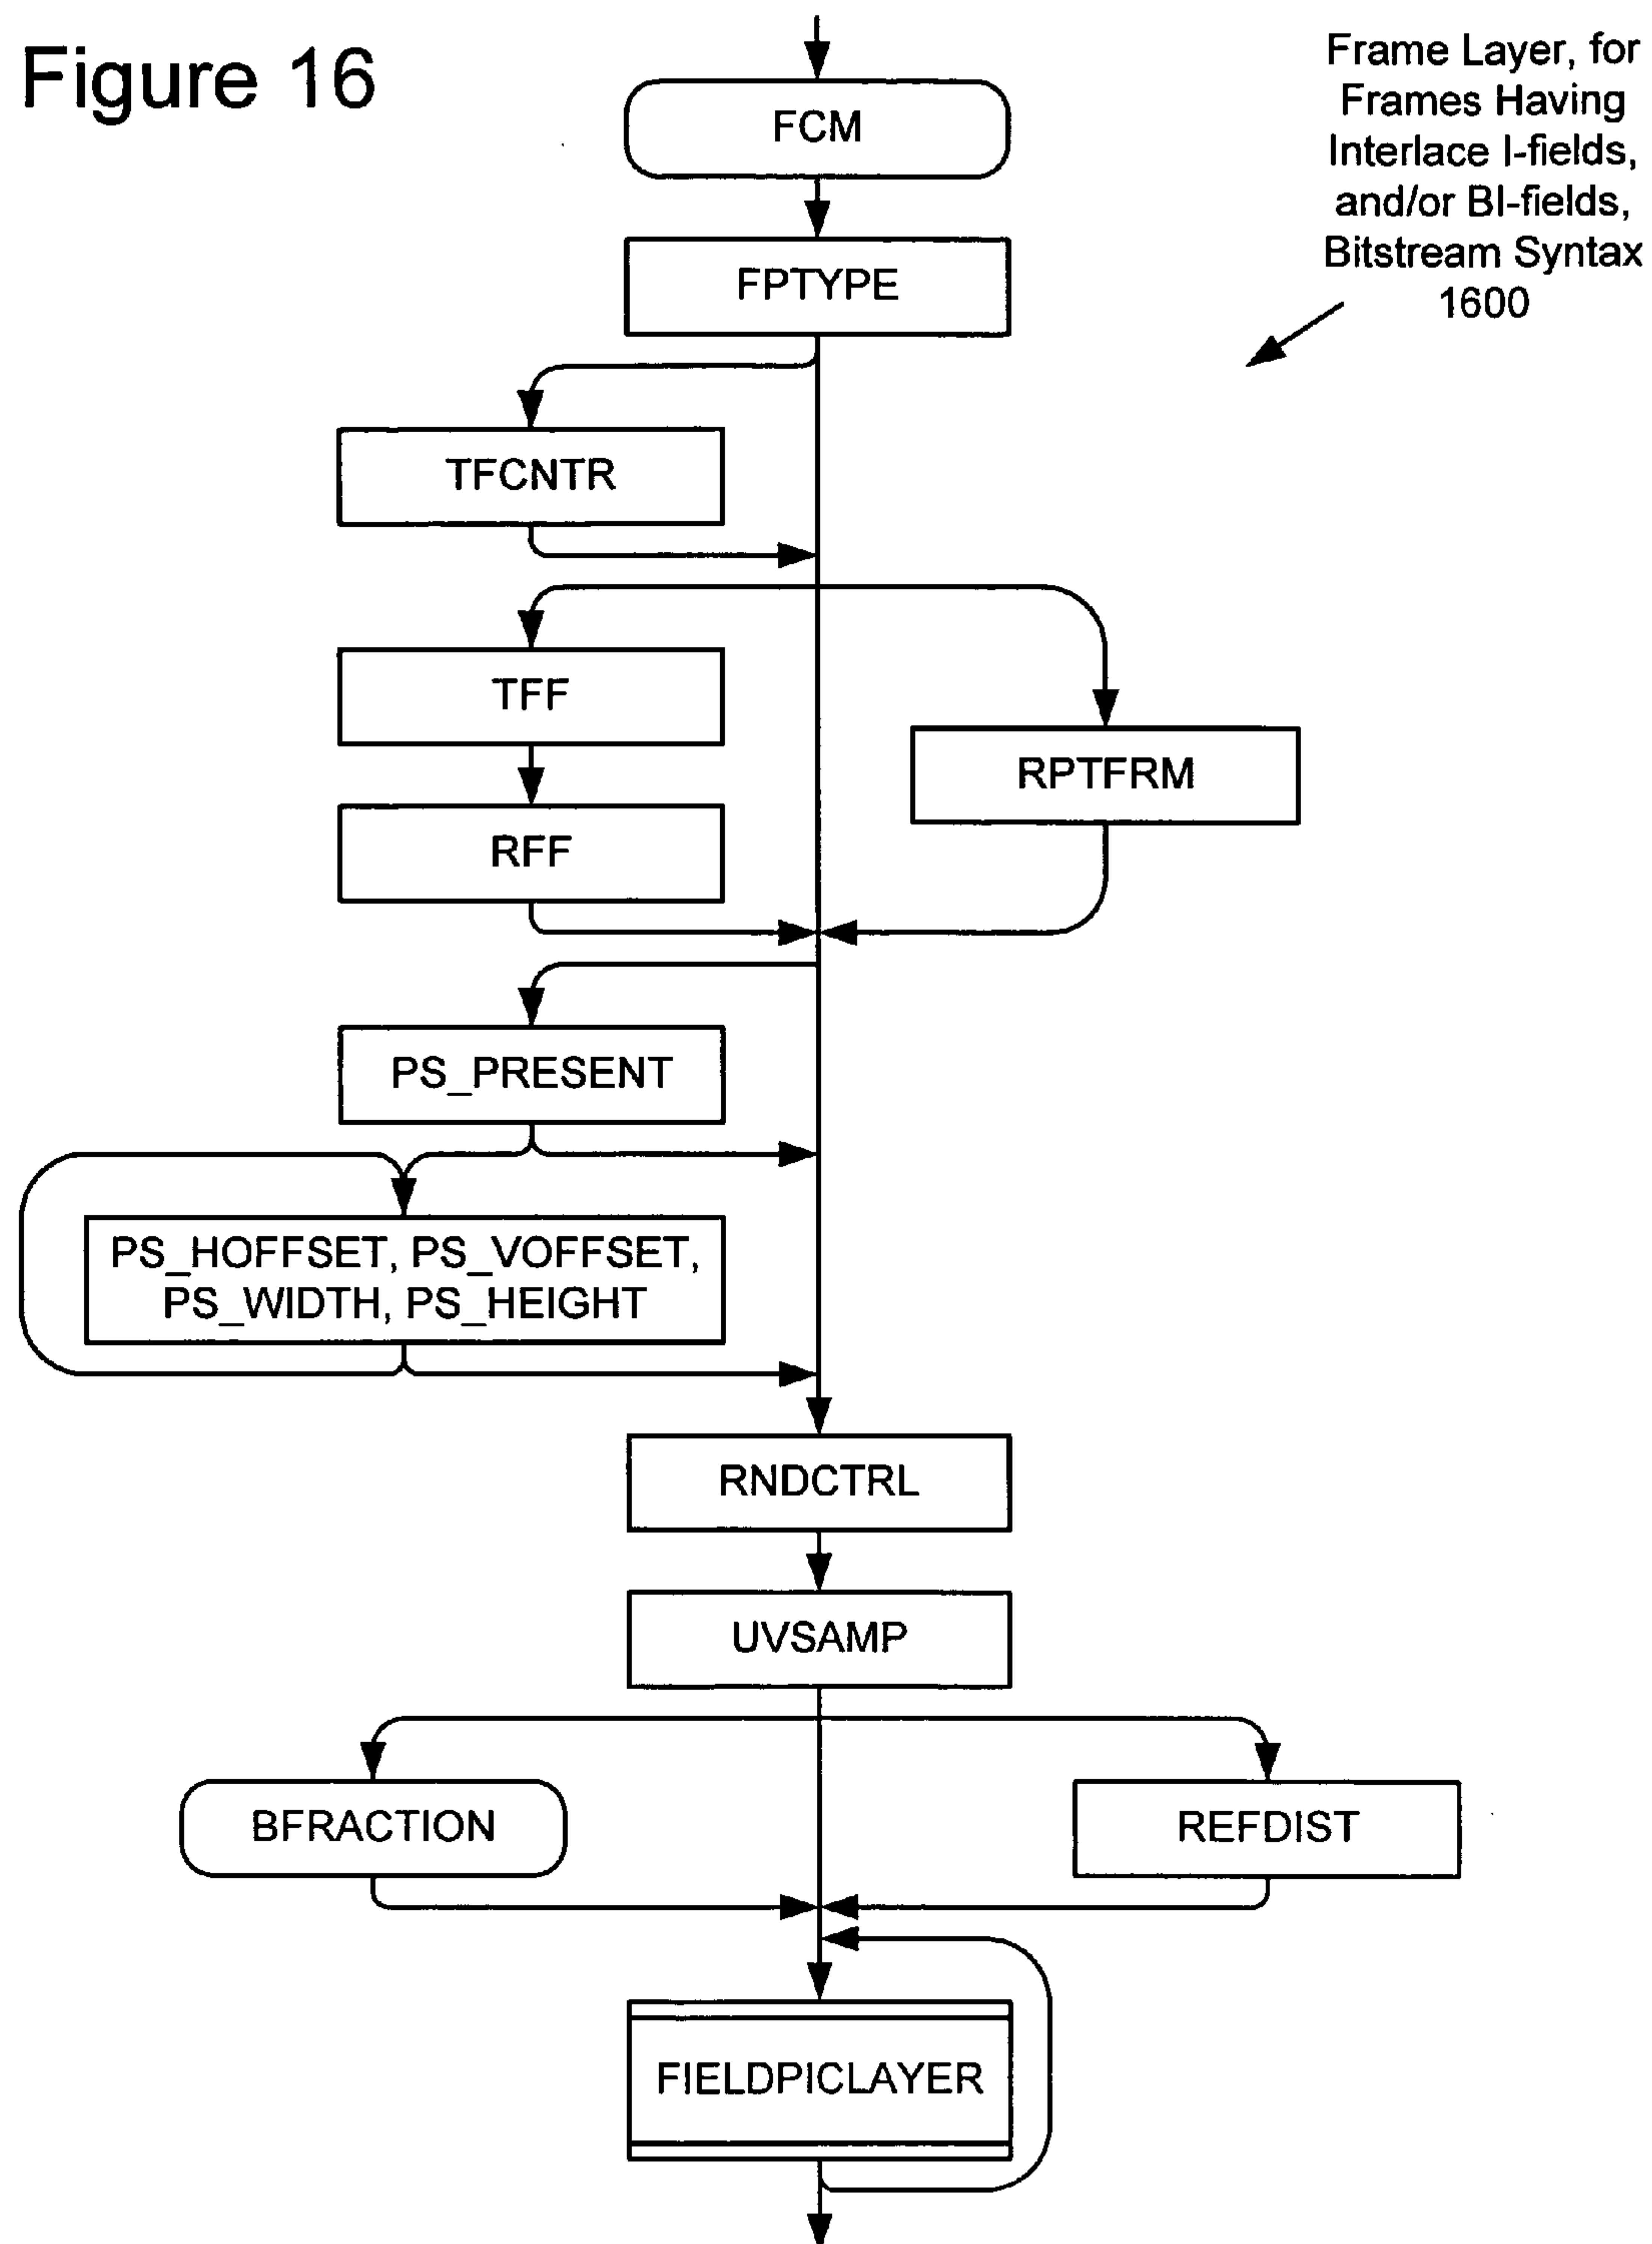 Figure 16
Frame Layer, for
Frames Having
Interlace I-fields,
and/or BI-fields,
Bitstream Syntax
1600
FCM
FPTYPE
TFCNTR
TFF
RPTFRM
RFF
PS_PRESENT
PS_HOFFSET, PS_VOFFSET,
PS_WIDTH, PS_HEIGHT
RNDCTRL
UVSAMP
BFRACTION
REFDIST
FIELDPICLAYER